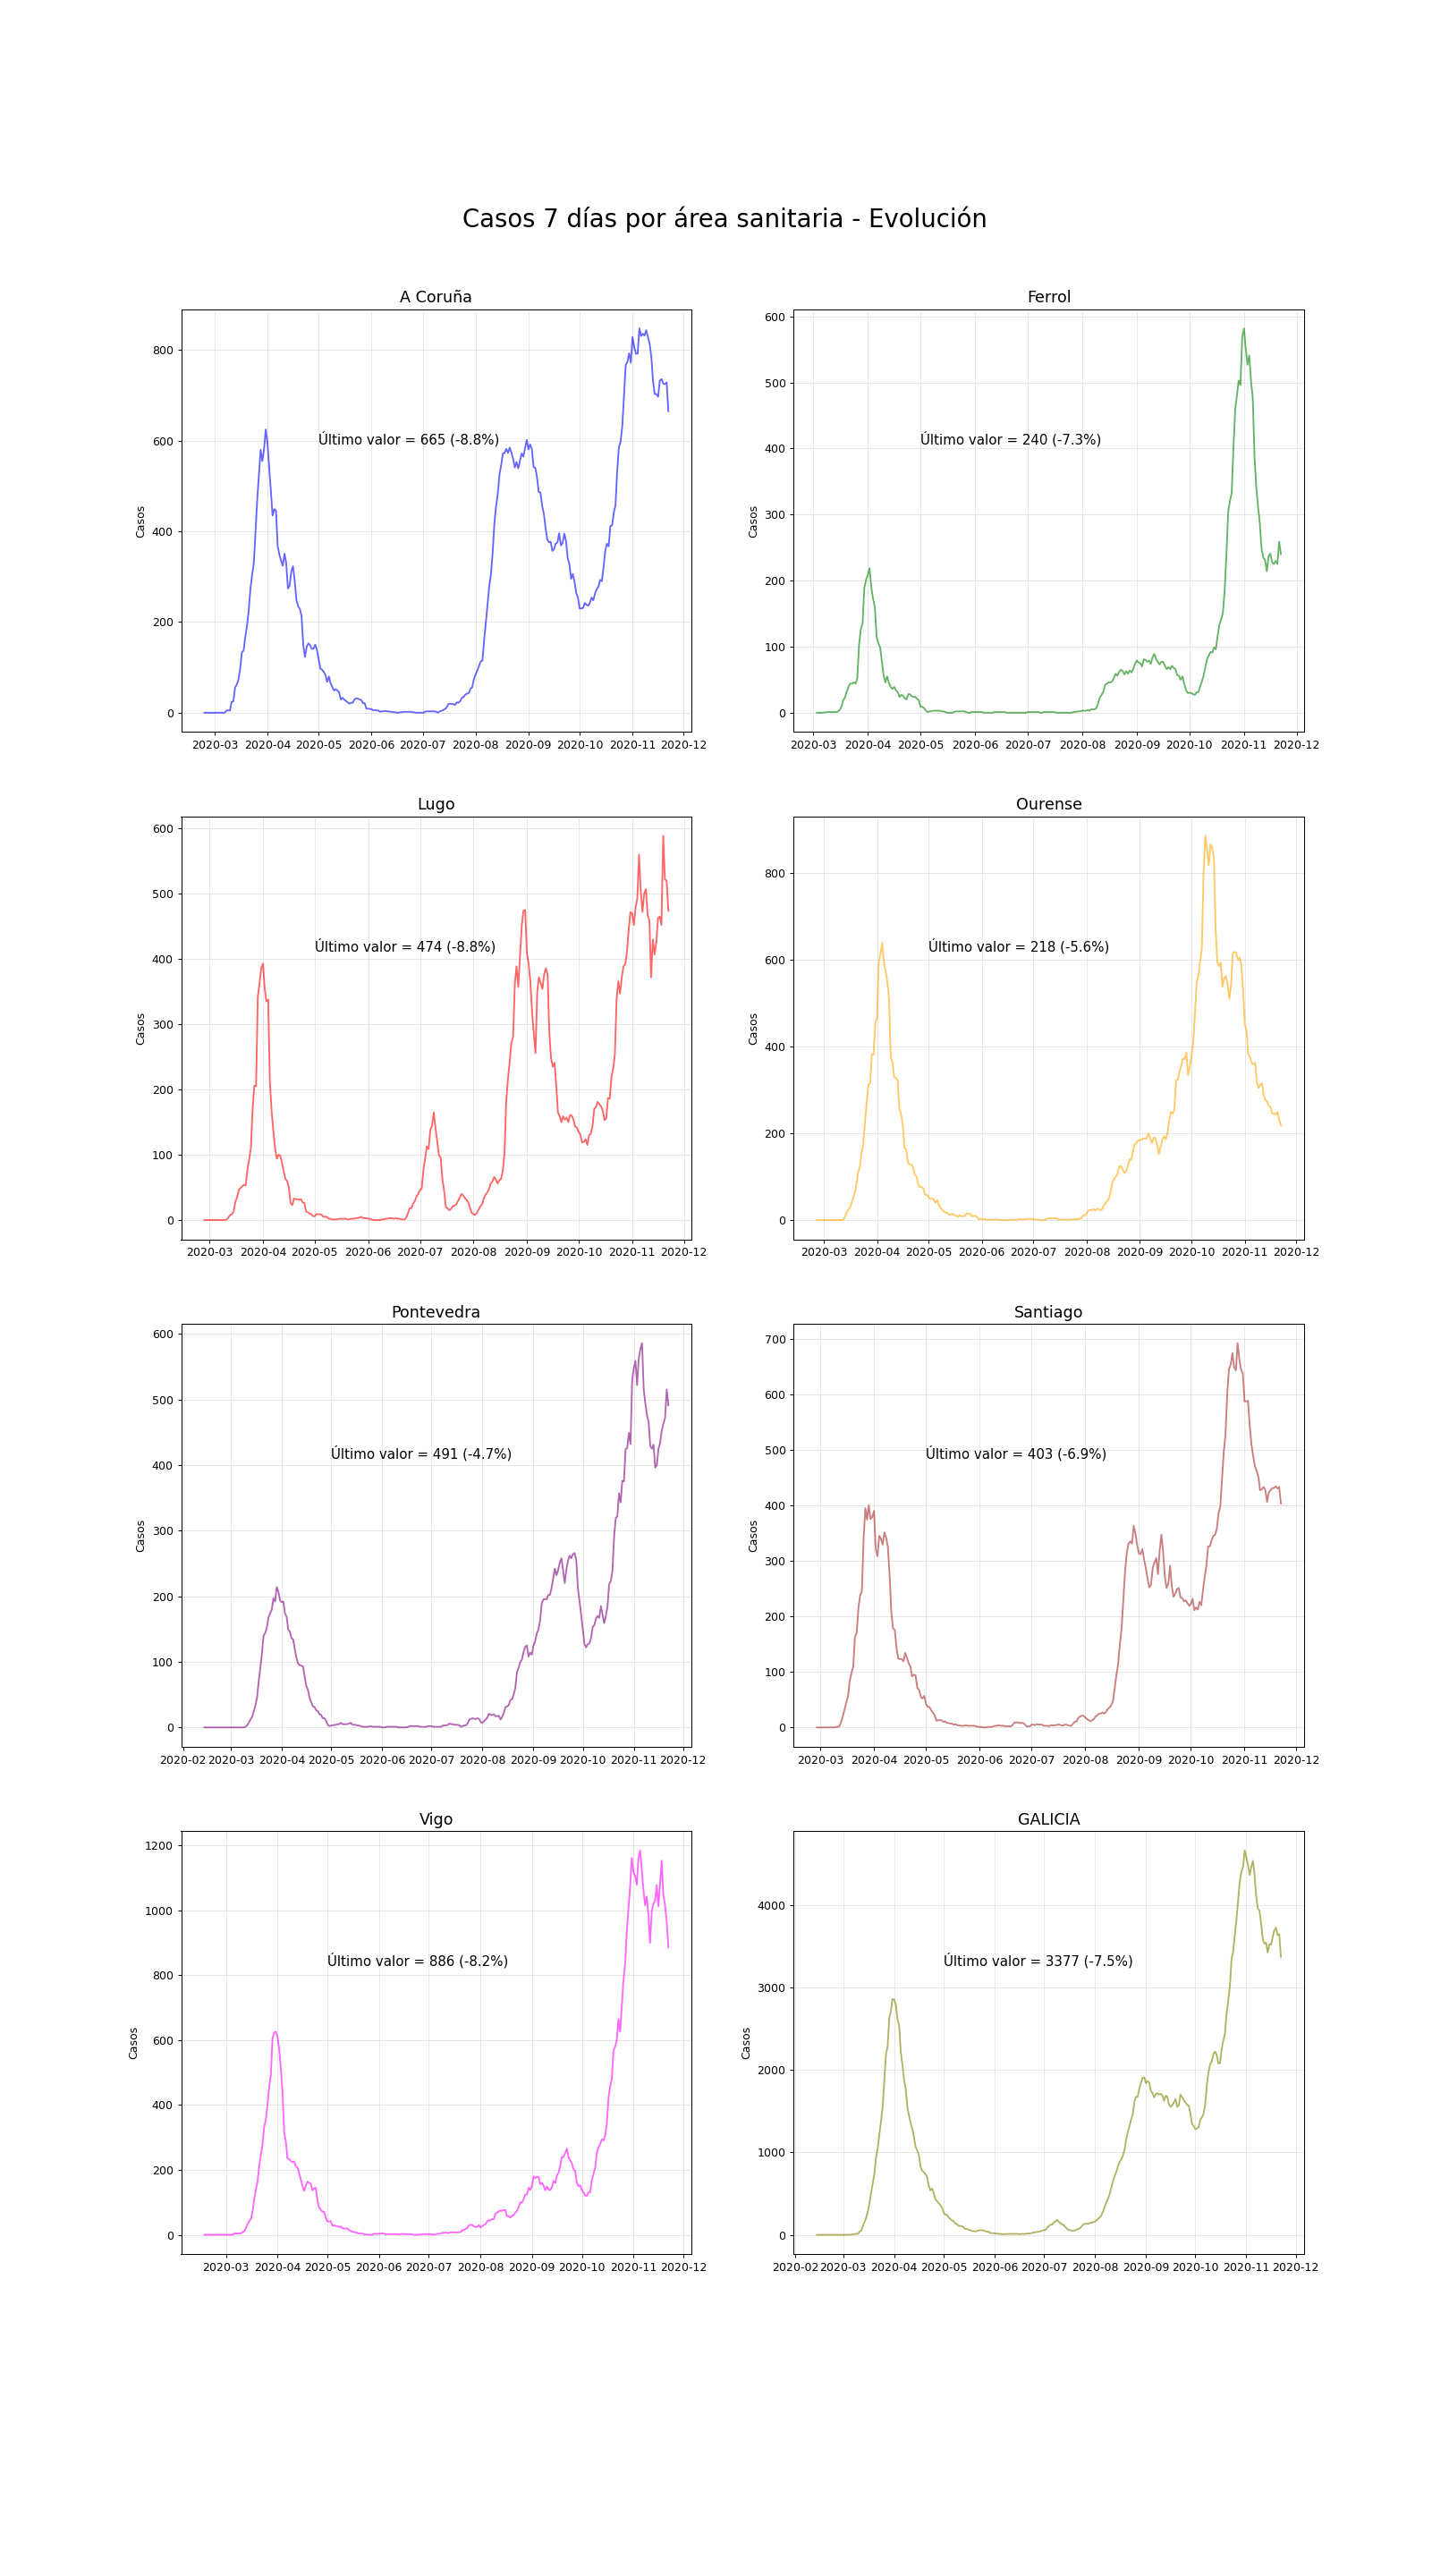 Casos 7 días por área sanitaria - Evolución
A Coruña
Casos
800
600
400
200
0
Último valor = 665 (-8.8%)
2020-03 2020-04 2020-05 2020-06 2020-07 2020-08 2020-09 2020-10 2020-11 2020-12
Ferrol
Casos
600
500
400
300
200
100
0
Último valor = 240 (-7.3%)
2020-03 2020-04 2020-05 2020-06 2020-07 2020-08 2020-09 2020-10 2020-11 2020-12
Lugo
Casos
600
500
400
300
200
100
0
Último valor = 474 (-8.8%)
2020-03 2020-04 2020-05 2020-06 2020-07 2020-08 2020-09 2020-10 2020-11 2020-12
Ourense
Casos
800
600
400
200
0
Último valor = 218 (-5.6%)
2020-03 2020-04 2020-05 2020-06 2020-07 2020-08 2020-09 2020-10 2020-11 2020-12
Pontevedra
Casos
600
500
400
300
200
100
0
Último valor = 491 (-4.7%)
2020-02 2020-03 2020-04 2020-05 2020-06 2020-07 2020-08 2020-09 2020-10 2020-11 2020-12
Santiago
Casos
700
600
500
400
300
200
100
0
Último valor = 403 (-6.9%)
2020-03 2020-04 2020-05 2020-06 2020-07 2020-08 2020-09 2020-10 2020-11 2020-12
Vigo
Casos
1200
1000
800
600
400
200
0
Último valor = 886 (-8.2%)
2020-03 2020-04 2020-05 2020-06 2020-07 2020-08 2020-09 2020-10 2020-11 2020-12
GALICIA
Casos
4000
3000
2000
1000
0
Último valor = 3377 (-7.5%)
2020-02 2020-03 2020-04 2020-05 2020-06 2020-07 2020-08 2020-09 2020-10 2020-11 2020-12